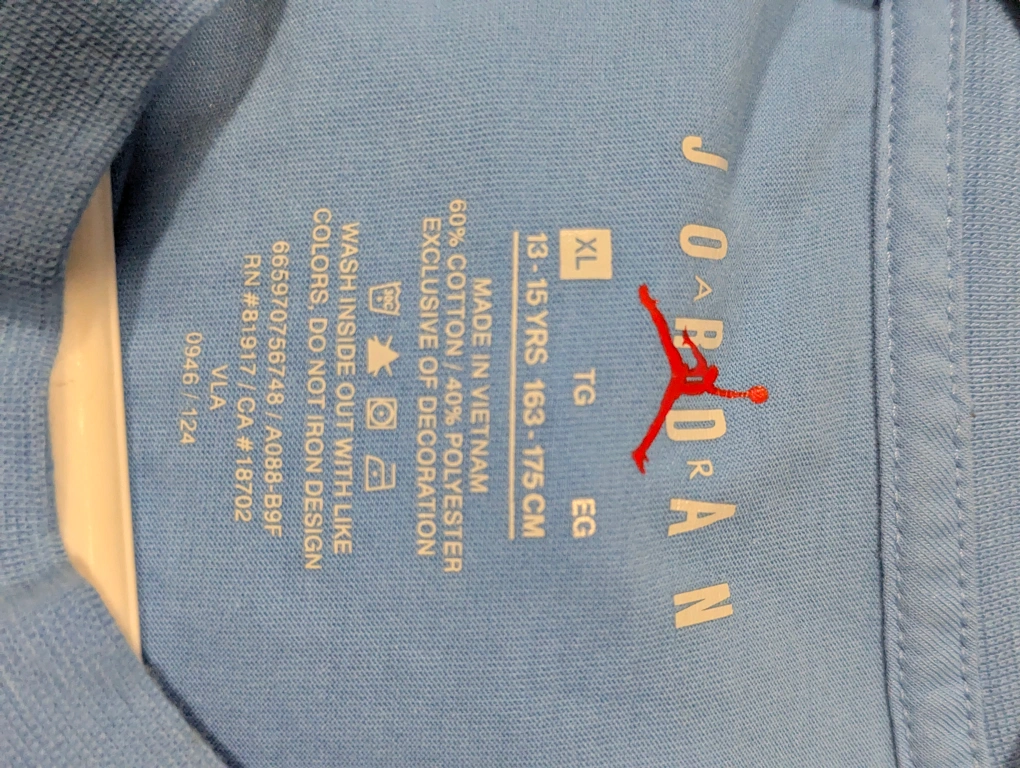 JORDAN
AIR
XL TG EG
13-15 YRS 163-175 CM
MADE IN VIETNAM
60% COTTON / 40% POLYESTER
EXCLUSIVE OF DECORATION
WASH INSIDE OUT WITH LIKE
COLORS. DO NOT IRON DESIGN
665970756748 / A088 B9F
RN #81917 / CA # 18702
VLA
0946 / 124